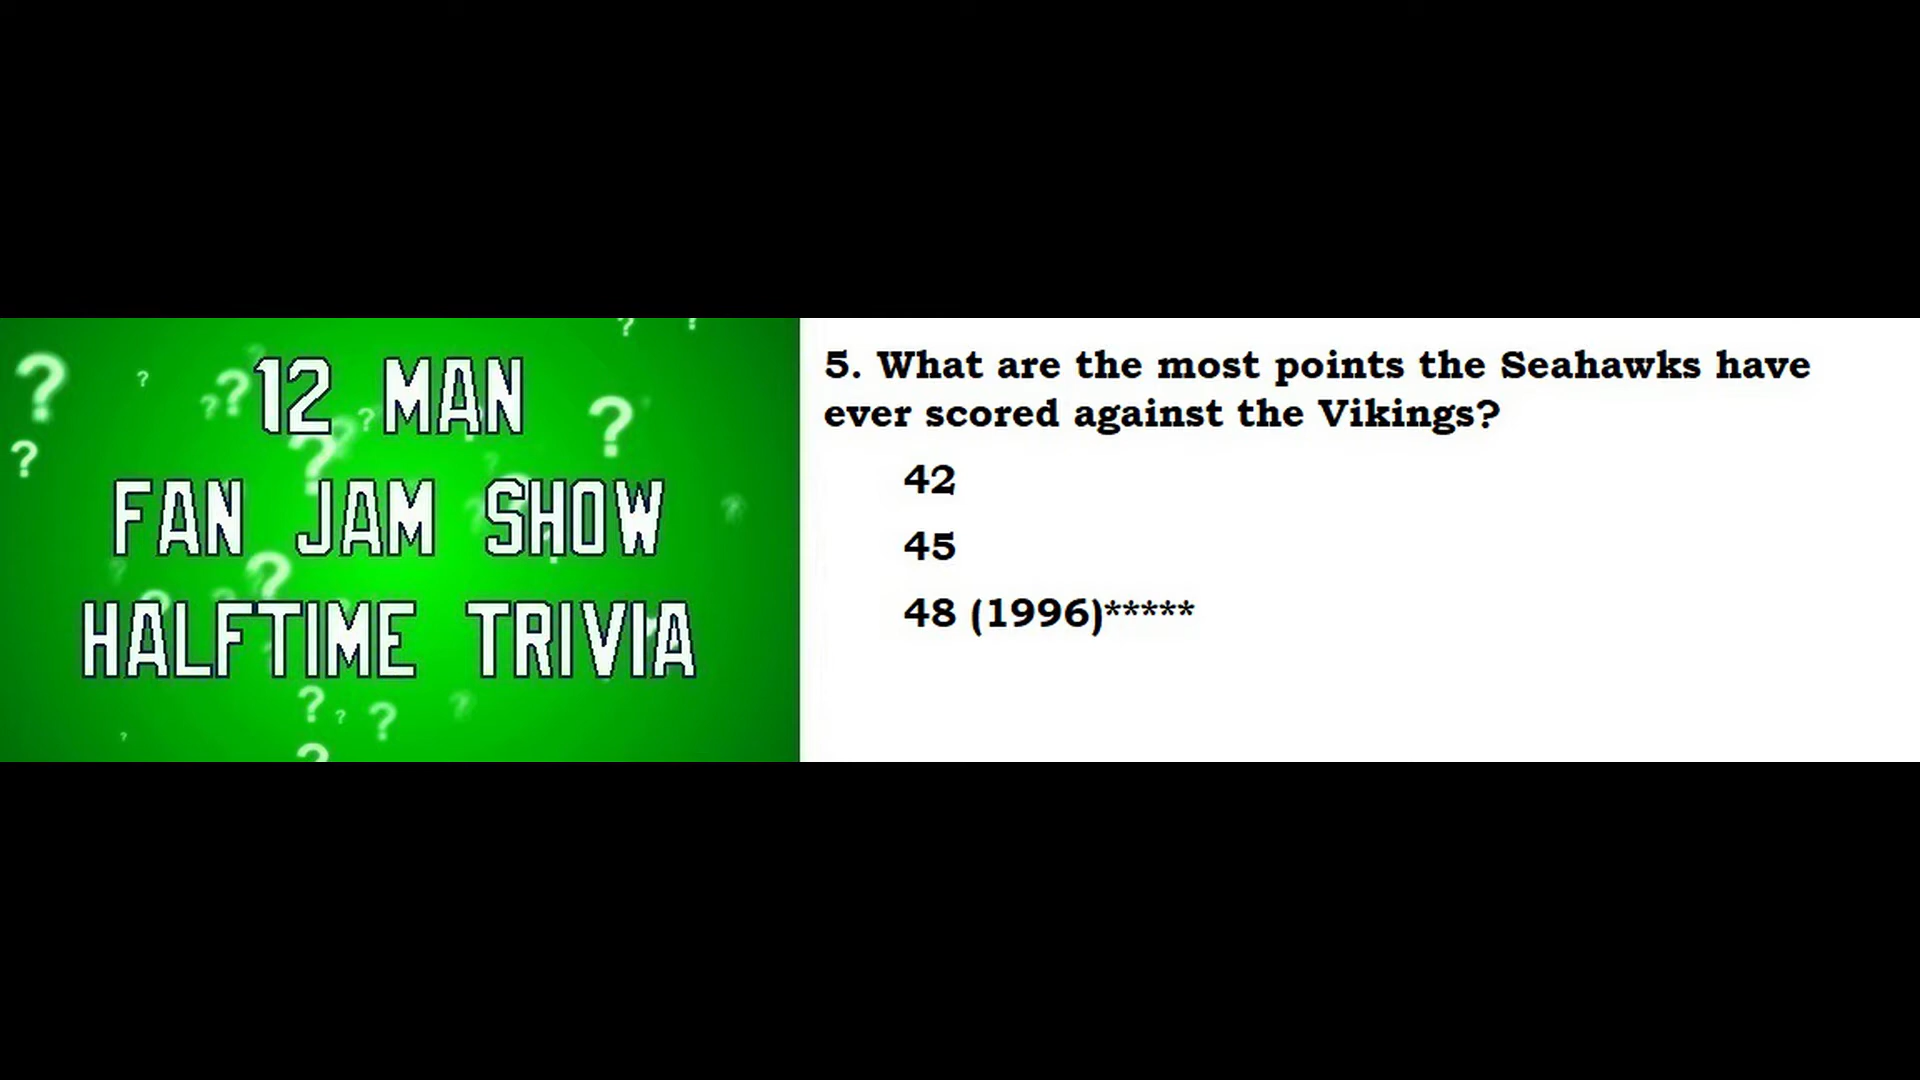 12 MAN
FAN JAM SHOW
HALFTIME TRIVIA
5. What are the most points the Seahawks have
ever scored against the Vikings?
42
45
48 (1996)*****